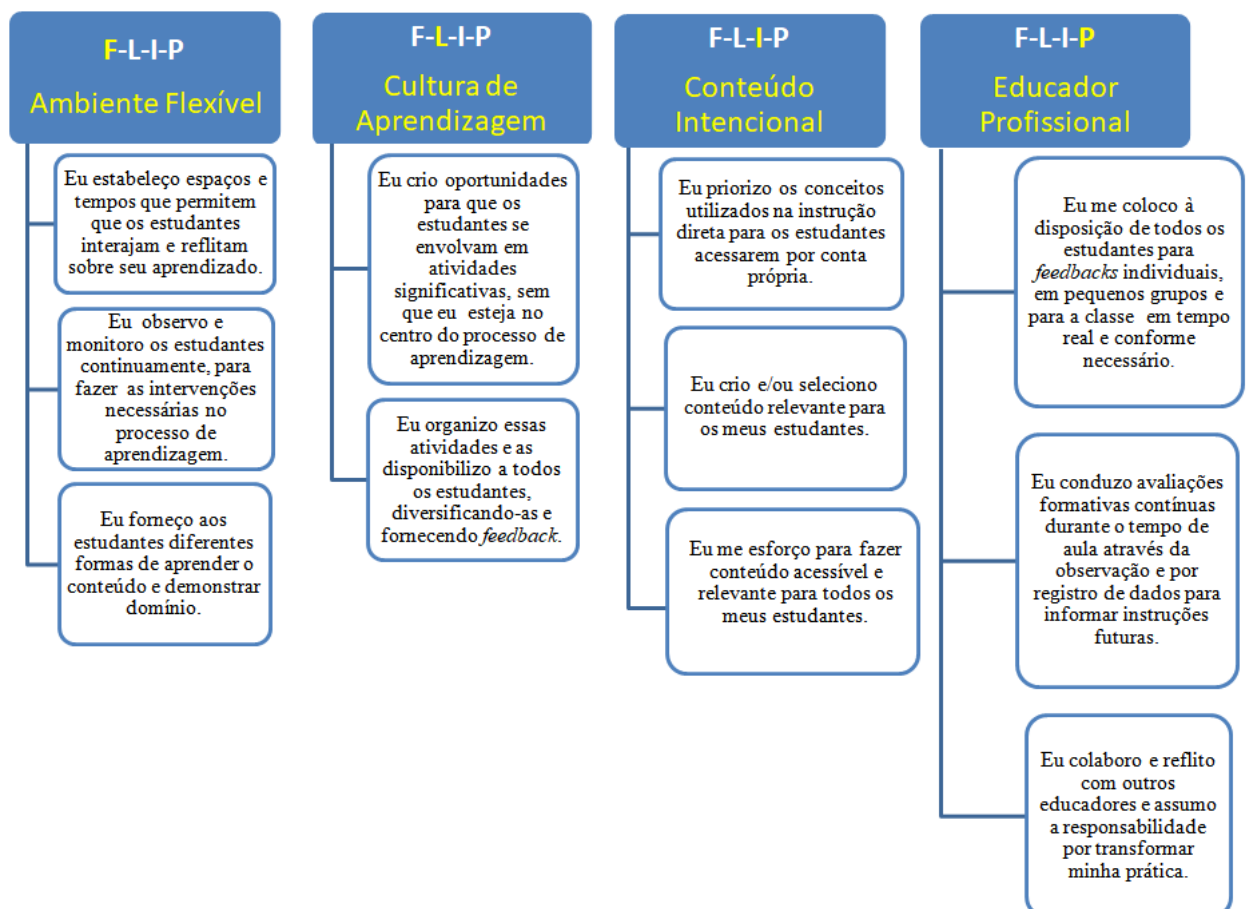 F-L-I-P
Ambiente Flexível
Eu estabeleço espaços e
tempos que permitem
que os estudantes
interajam e reflitam
sobre seu aprendizado.
Eu observo e
monitoro os estudantes
continuamente, para
fazer as intervenções
necessárias no
processo de
aprendizagem.
Eu forneço aos
estudantes diferentes
formas de aprender o
conteúdo e demonstrar
domínio.
F-L-I-P
Cultura de
Aprendizagem
Eu crio oportunidades
para que os
estudantes se
envolvam em
atividades
significativas, sem
que eu esteja no
centro do processo de
aprendizagem.
Eu organizo essas
atividades e as
disponibilizo a todos
os estudantes,
diversificando-as e
fornecendo feedback.
F-L-I-P
Conteúdo
Intencional
Eu priorizo os conceitos
utilizados na instrução
direta para os estudantes
acessarem por conta
própria.
Eu crio e/ou seleciono
conteúdo relevante para
os meus estudantes.
Eu me esforço para fazer
conteúdo acessível e
relevante para todos os
meus estudantes.
F-L-I-P
Educador
Profissional
Eu me coloco à
disposição de todos os
estudantes para
feedbacks individuais,
em pequenos grupos e
para a classe em tempo
real e conforme
necessário.
Eu conduzo avaliações
formativas contínuas
durante o tempo de
aula através da
observação e por
registro de dados para
informar instruções
futuras.
Eu colaboro e reflito
com outros
educadores e assumo
a responsabilidade
por transformar
minha prática.